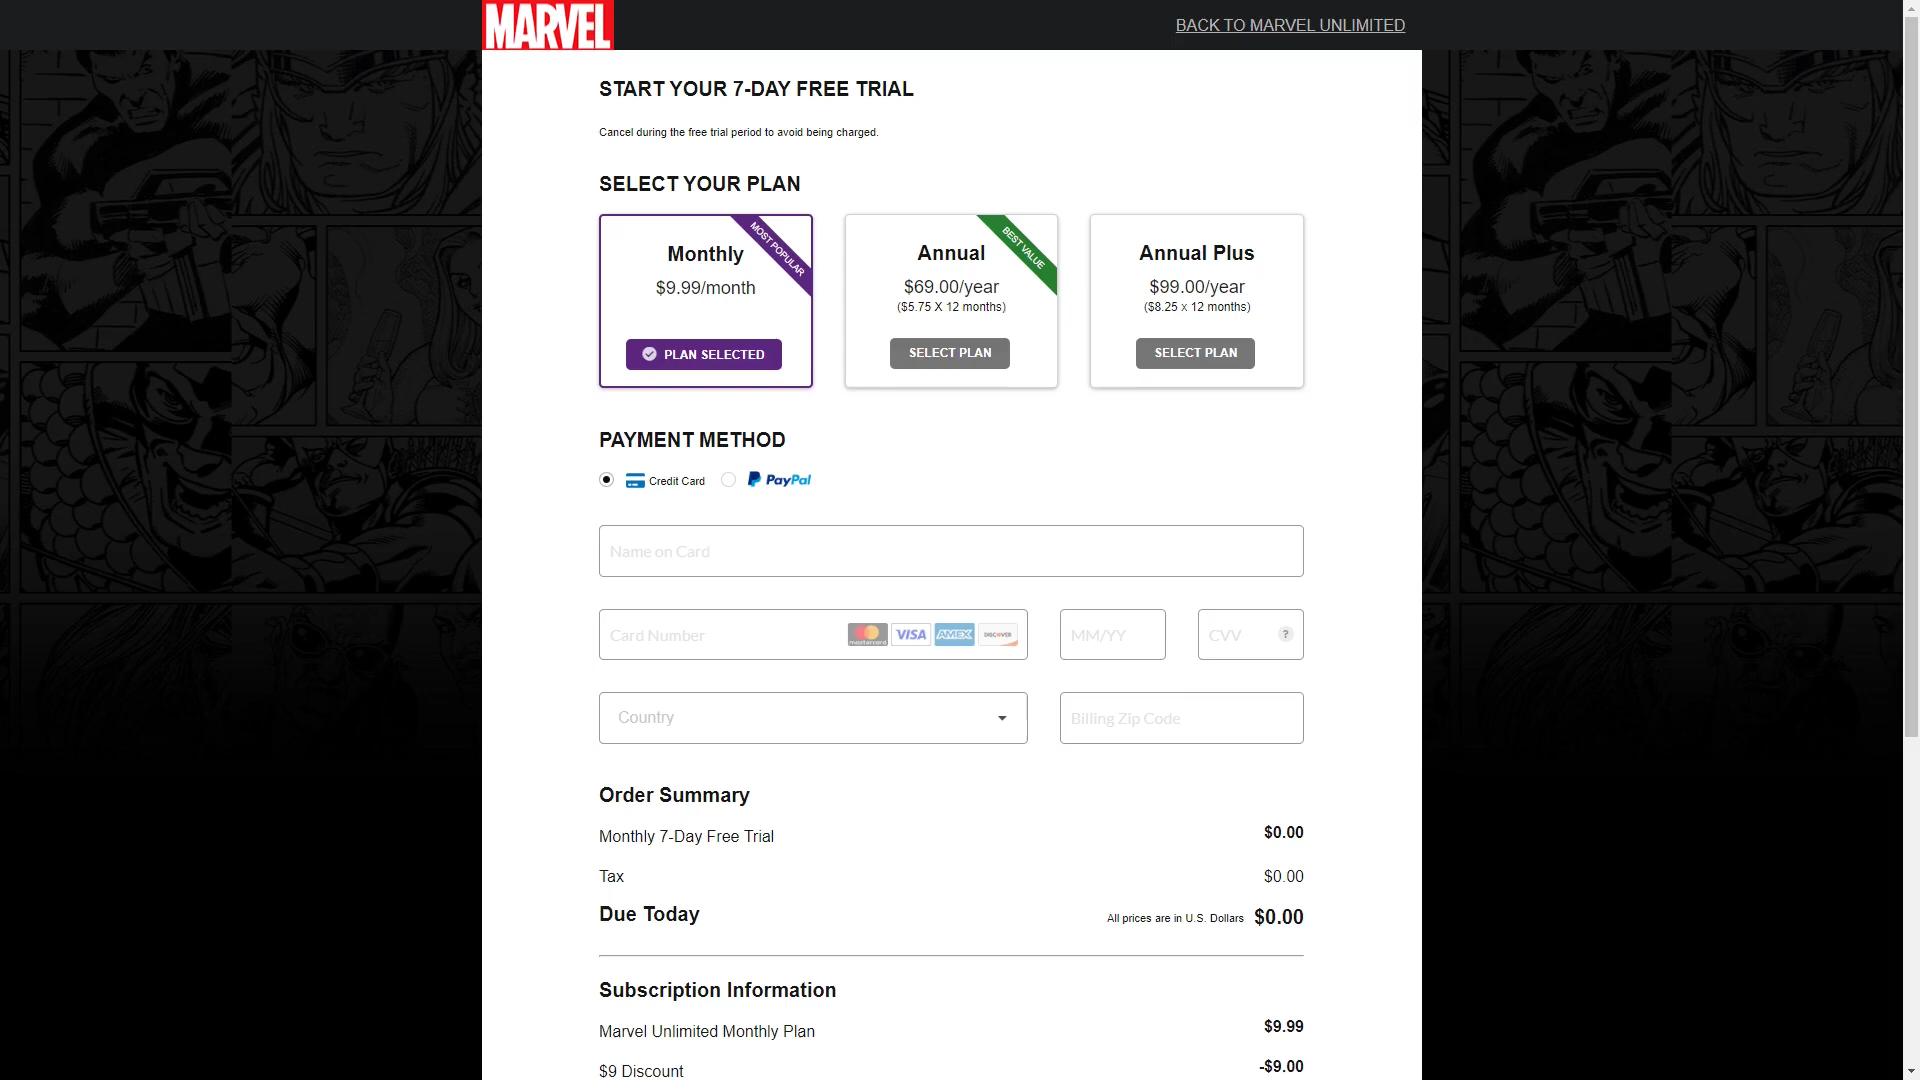 MARVEL
BACK TO MARVEL UNLIMITED
START YOUR 7-DAY FREE TRIAL
Cancel during the free trial period to avoid being charged.
SELECT YOUR PLAN
MOST POPULAR
Monthly
$9.99/month
PLAN SELECTED
BEST VALUE
Annual
$69.00/year
($5.75 X 12 months)
SELECT PLAN
Annual Plus
$99.00/year
($8.25 x 12 months)
SELECT PLAN
PAYMENT METHOD
Credit Card PayPal
Name on Card
Card Number mastercard VISA AMEX DISCOVER MM/YY CVV ?
Country Billing Zip Code
Order Summary
Monthly 7-Day Free Trial $0.00
Tax $0.00
Due Today All prices are in U.S. Dollars $0.00
Subscription Information
Marvel Unlimited Monthly Plan $9.99
$9 Discount -$9.00